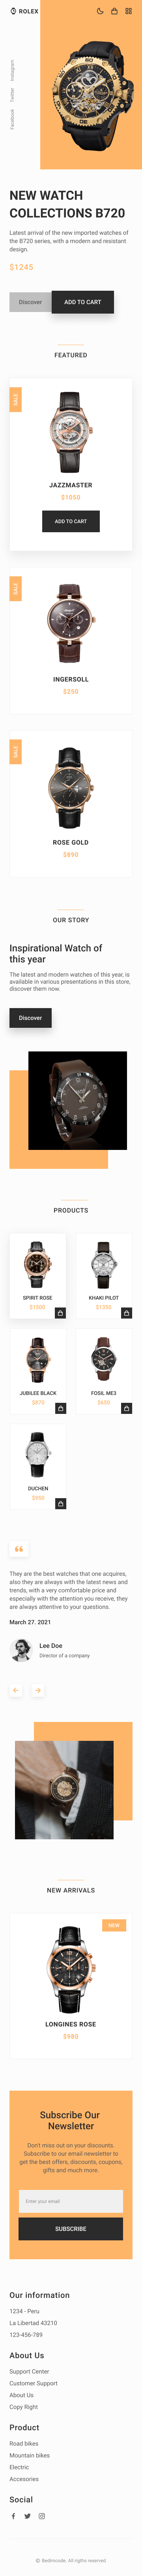 ROLEX
Instagram
Twitter
Facebook
NEW WATCH
COLLECTIONS B720
Latest arrival of the new imported watches of
the B720 series, with a modern and resistant
design.
$1245
Discover
ADD TO CART
FEATURED
SALE
JAZZMASTER
$1050
ADD TO CART
SALE
INGERSOLL
$250
SALE
ROSE GOLD
$890
OUR STORY
Inspirational Watch of
this year
The latest and modern watches of this year, is
available in various presentations in this store,
discover them now.
Discover
PRODUCTS
SPIRIT ROSE
$1500
KHAKI PILOT
$1350
JUBILEE BLACK
$870
FOSIL ME3
$650
DUCHEN
$950
They are the best watches that one acquires,
also they are always with the latest news and
trends, with a very comfortable price and
especially with the attention you receive, they
are always attentive to your questions.
March 27. 2021
Lee Doe
Director of a company
NEW ARRIVALS
NEW
LONGINES ROSE
$980
Subscribe Our
Newsletter
Don't miss out on your discounts.
Subscribe to our email newsletter to
get the best offers, discounts, coupons,
gifts and much more.
Enter your email
SUBSCRIBE
Our information
1234 - Peru
La Libertad 43210
123-456-789
About Us
Support Center
Customer Support
About Us
Copy Right
Product
Road bikes
Mountain bikes
Electric
Accesories
Social
© Bedimcode. All rigths reserved